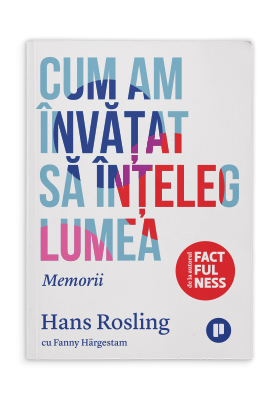 CUM AM
ÎNVĂȚAT
SĂ ÎNȚELEG
LUMEA
Memorii
de la autorul
FACT
FUL
NESS
Hans Rosling
cu Fanny Härgestam